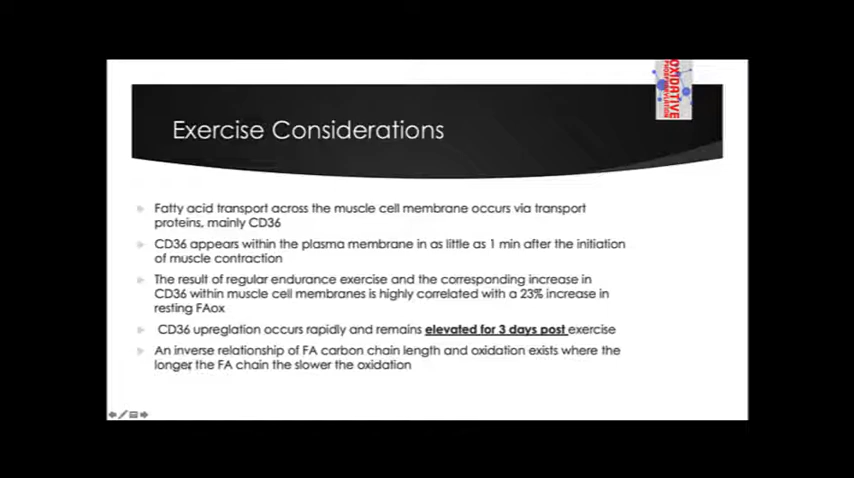 OXIDATIVE
PHOSPHORYLATION
Exercise Considerations
Fatty acid transport across the muscle cell membrane occurs via transport
proteins, mainly CD36
CD36 appears within the plasma membrane in as little as 1 min after the initiation
of muscle contraction
The result of regular endurance exercise and the corresponding increase in
CD36 within muscle cell membranes is highly correlated with a 23% increase in
resting FAox
CD36 upreglation occurs rapidly and remains elevated for 3 days post exercise
An inverse relationship of FA carbon chain length and oxidation exists where the
longer the FA chain the slower the oxidation